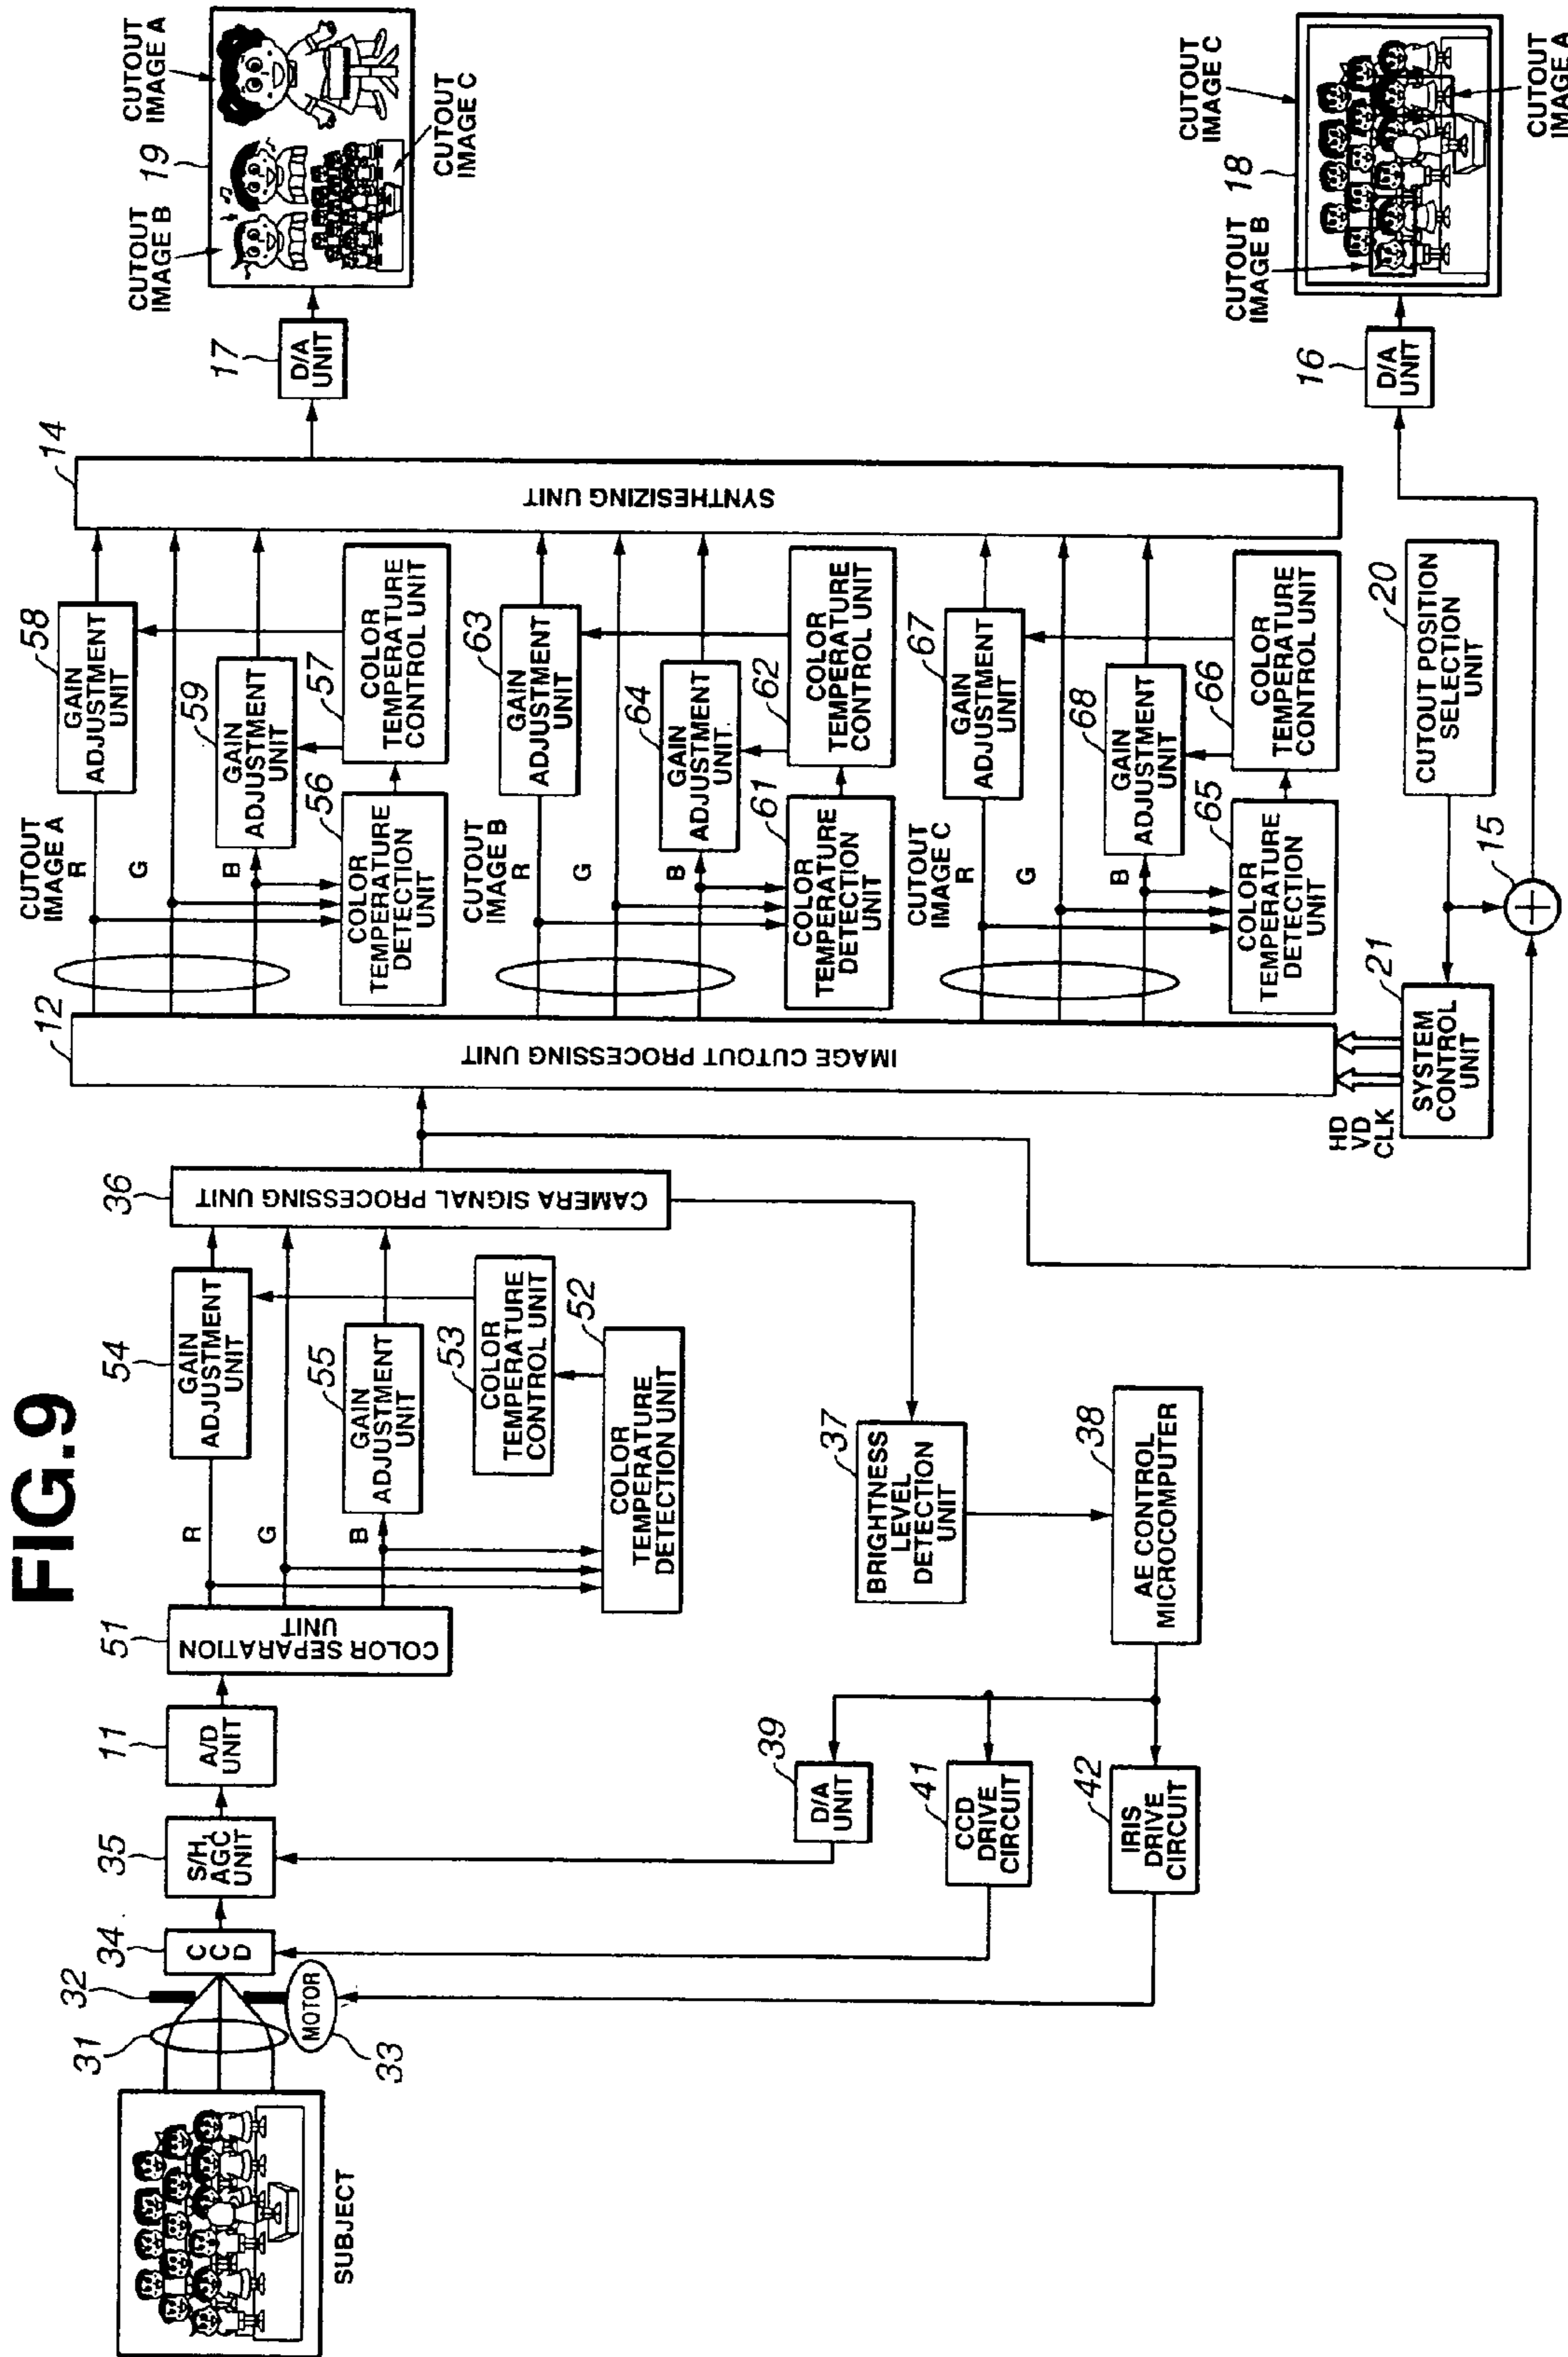 FIG.9
SUBJECT
31
32
MOTOR
33
34
C
C
D
35
S/H,
AGC
UNIT
11
A/D
UNIT
51
COLOR SEPARATION
UNIT
R
G
B
54
GAIN
ADJUSTMENT
UNIT
55
GAIN
ADJUSTMENT
UNIT
53
COLOR
TEMPERATURE
CONTROL UNIT
52
COLOR
TEMPERATURE
DETECTION UNIT
36
CAMERA SIGNAL PROCESSING UNIT
37
BRIGHTNESS
LEVEL
DETECTION
UNIT
38
AE CONTROL
MICROCOMPUTER
39
D/A
UNIT
41
CCD
DRIVE
CIRCUIT
42
IRIS
DRIVE
CIRCUIT
12
IMAGE CUTOUT PROCESSING UNIT
HD
VD
CLK
21
SYSTEM
CONTROL
UNIT
20
CUTOUT POSITION
SELECTION
UNIT
15
CUTOUT
IMAGE A
R
G
B
58
GAIN
ADJUSTMENT
UNIT
59
GAIN
ADJUSTMENT
UNIT
56
COLOR
TEMPERATURE
DETECTION
UNIT
57
COLOR
TEMPERATURE
CONTROL UNIT
CUTOUT
IMAGE B
R
G
B
63
GAIN
ADJUSTMENT
UNIT
64
GAIN
ADJUSTMENT
UNIT.
61
COLOR
TEMPERATURE
DETECTION
UNIT
62
COLOR
TEMPERATURE
CONTROL UNIT
CUTOUT
IMAGE C
R
G
B
67
GAIN
ADJUSTMENT
UNIT
68
GAIN
ADJUSTMENT
UNIT
65
COLOR
TEMPERATURE
DETECTION
UNIT
66
COLOR
TEMPERATURE
CONTROL UNIT
14
SYNTHESIZING UNIT
17
D/A
UNIT
19
CUTOUT
IMAGE B
CUTOUT
IMAGE A
CUTOUT
IMAGE C
16
D/A
UNIT
18
CUTOUT
IMAGE B
CUTOUT
IMAGE C
CUTOUT
IMAGE A